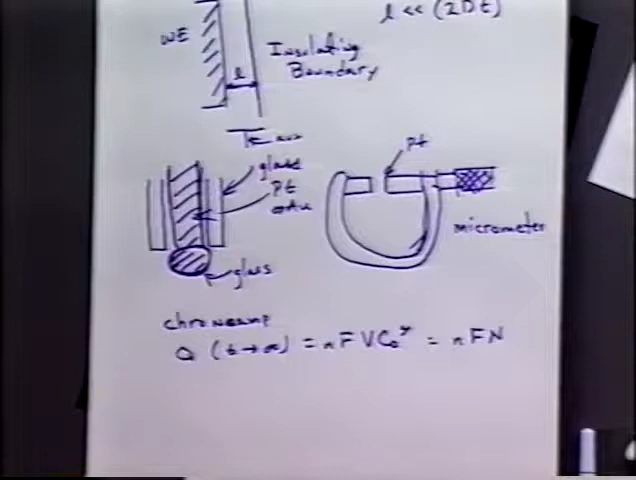 l << (2Dt)
WE
Insulating
Boundary
l
glass
Pt
pt
micrometer
glass
chronoamp
Q (t→∞) = nFVC₀* = nFN